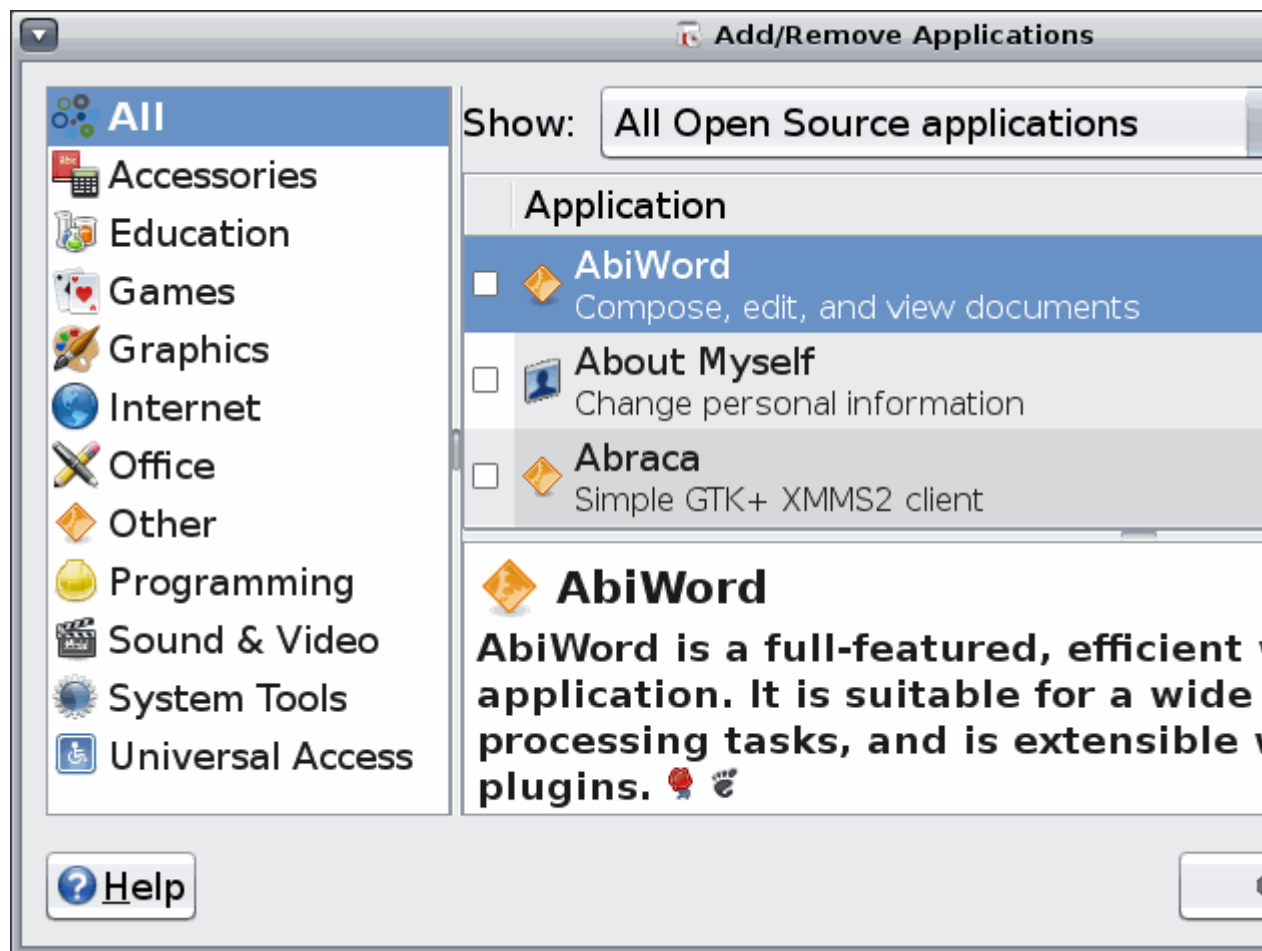 Add/Remove Applications
All
Accessories
Education
Games
Graphics
Internet
Office
Other
Programming
Sound & Video
System Tools
Universal Access
Show: All Open Source applications
Application
AbiWord
Compose, edit, and view documents
About Myself
Change personal information
Abraca
Simple GTK+ XMMS2 client
AbiWord
AbiWord is a full-featured, efficient
application. It is suitable for a wide
processing tasks, and is extensible
plugins.
Help